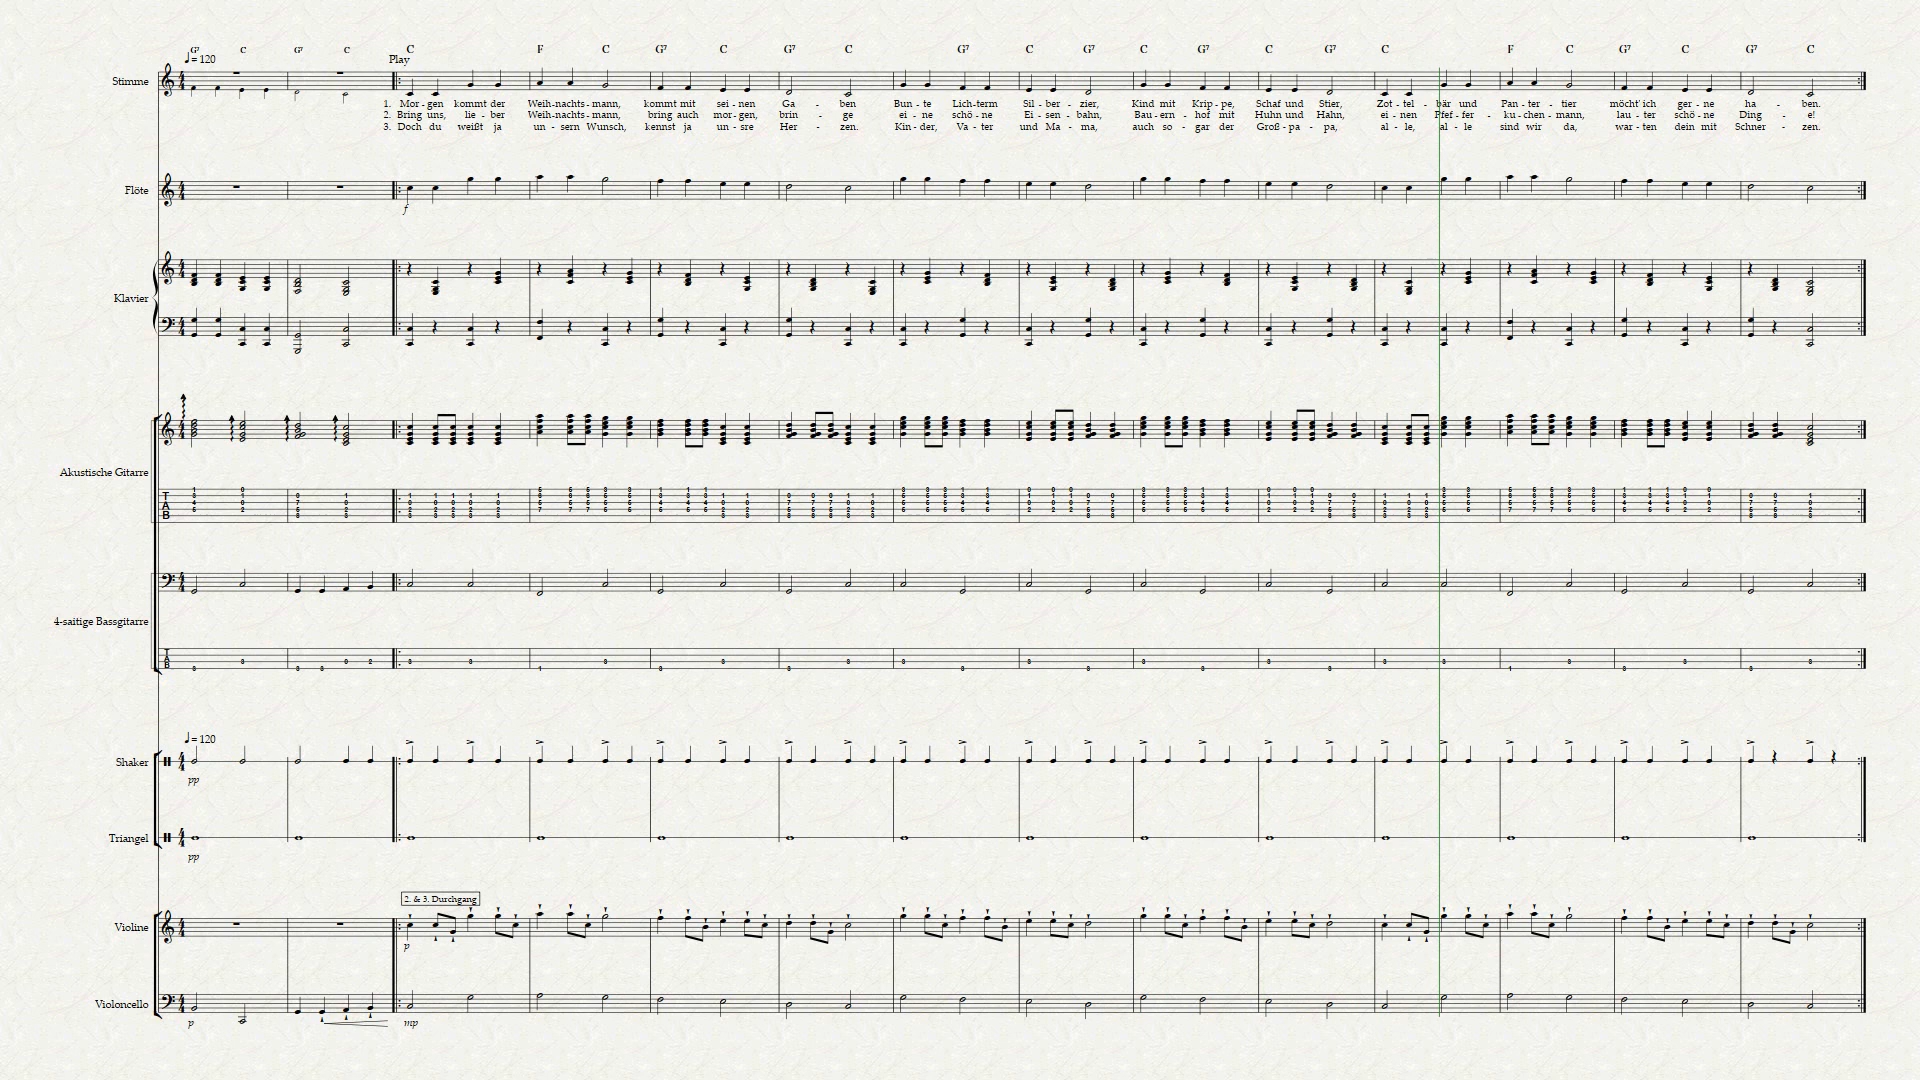 G7 C G7 C C F C G7 C G7 C G7 C G7 C G7 C G7 C F C G7 C G7 C
♩= 120 Play
Stimme
1. Mor - gen kommt der Weih - nachts - mann, kommt mit sei - nen Ga - ben Bun - te Lich - term Sil - ber - zier, Kind mit Krip - pe, Schaf und Stier, Zot - tel - bär und Pan - ter - tier möcht' ich ger - ne ha - ben.
2. Bring uns, lie - ber Weih - nachts - mann, bring auch mor - gen, brin - ge ei - ne schö - ne Ei - sen - bahn, Bau - ern - hof mit Huhn und Hahn, ei - nen Pfef - fer - ku - chen - mann, lau - ter schö - ne Ding - e!
3. Doch du weißt ja un - sern Wunsch, kennst ja un - sre Her - zen. Kin - der, Va - ter und Ma - ma, auch so - gar der Groß - pa - pa, al - le, al - le sind wir da, war - ten dein mit Schner - zen.
Flöte
f
Klavier
Akustische Gitarre
TAB
4-saitige Bassgitarre
TAB
♩= 120
Shaker
pp
Triangel
pp
2. & 3. Durchgang
Violine
p
Violoncello
p mp